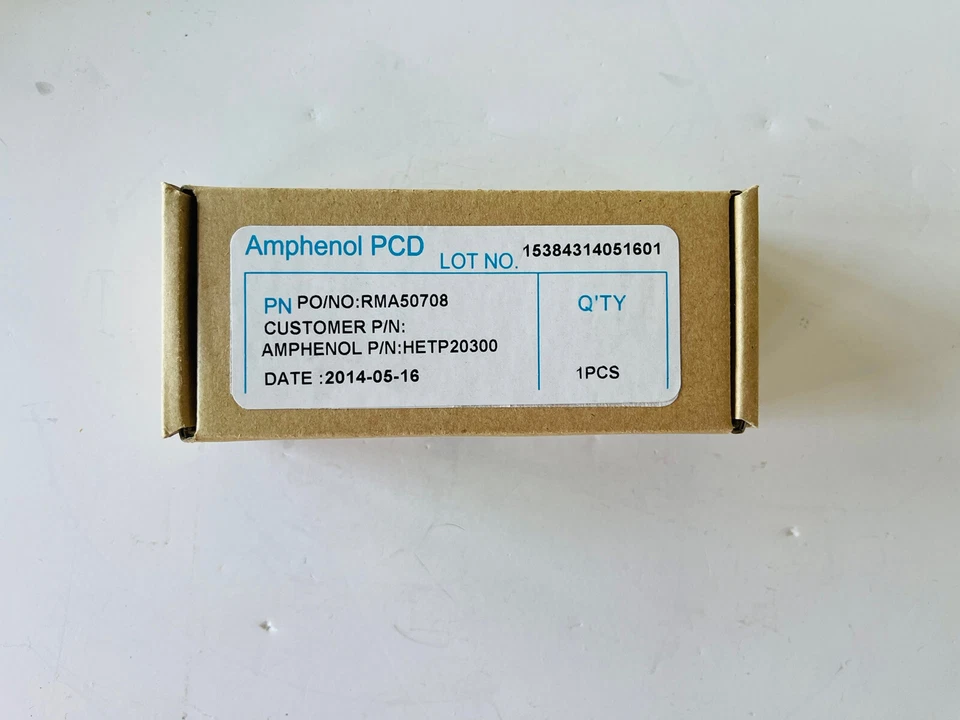 Amphenol PCD
LOT NO. 15384314051601
PN PO/NO:RMA50708
CUSTOMER P/N:
AMPHENOL P/N:HETP20300
DATE :2014-05-16
Q'TY
1PCS